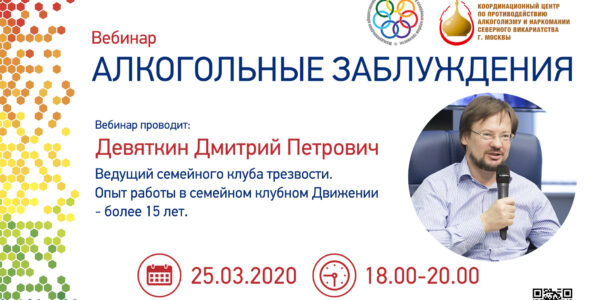 КООРДИНАЦИОННЫЙ ЦЕНТР
ПО ПРОТИВОДЕЙСТВИЮ
АЛКОГОЛИЗМУ И НАРКОМАНИИ
СЕВЕРНОГО ВИКАРИАТСТВА
Г. МОСКВЫ
Вебинар
АЛКОГОЛЬНЫЕ ЗАБЛУЖДЕНИЯ
Вебинар проводит:
Девяткин Дмитрий Петрович
Ведущий семейного клуба трезвости.
Опыт работы в семейном клубном Движении
- более 15 лет.
25.03.2020
18.00-20.00